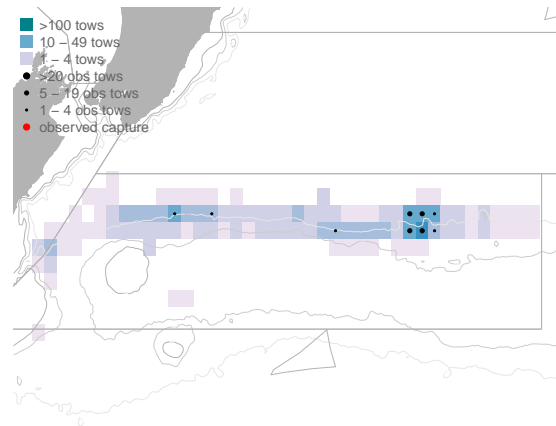 >100 tows
10 – 49 tows
1 – 4 tows
>20 obs tows
5 – 19 obs tows
1 – 4 obs tows
observed capture